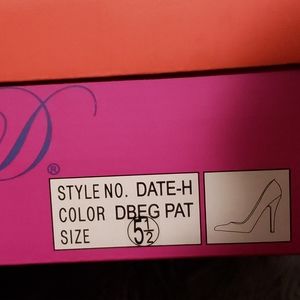 D®
STYLE NO. DATE-H
COLOR DBEG PAT
SIZE 5½